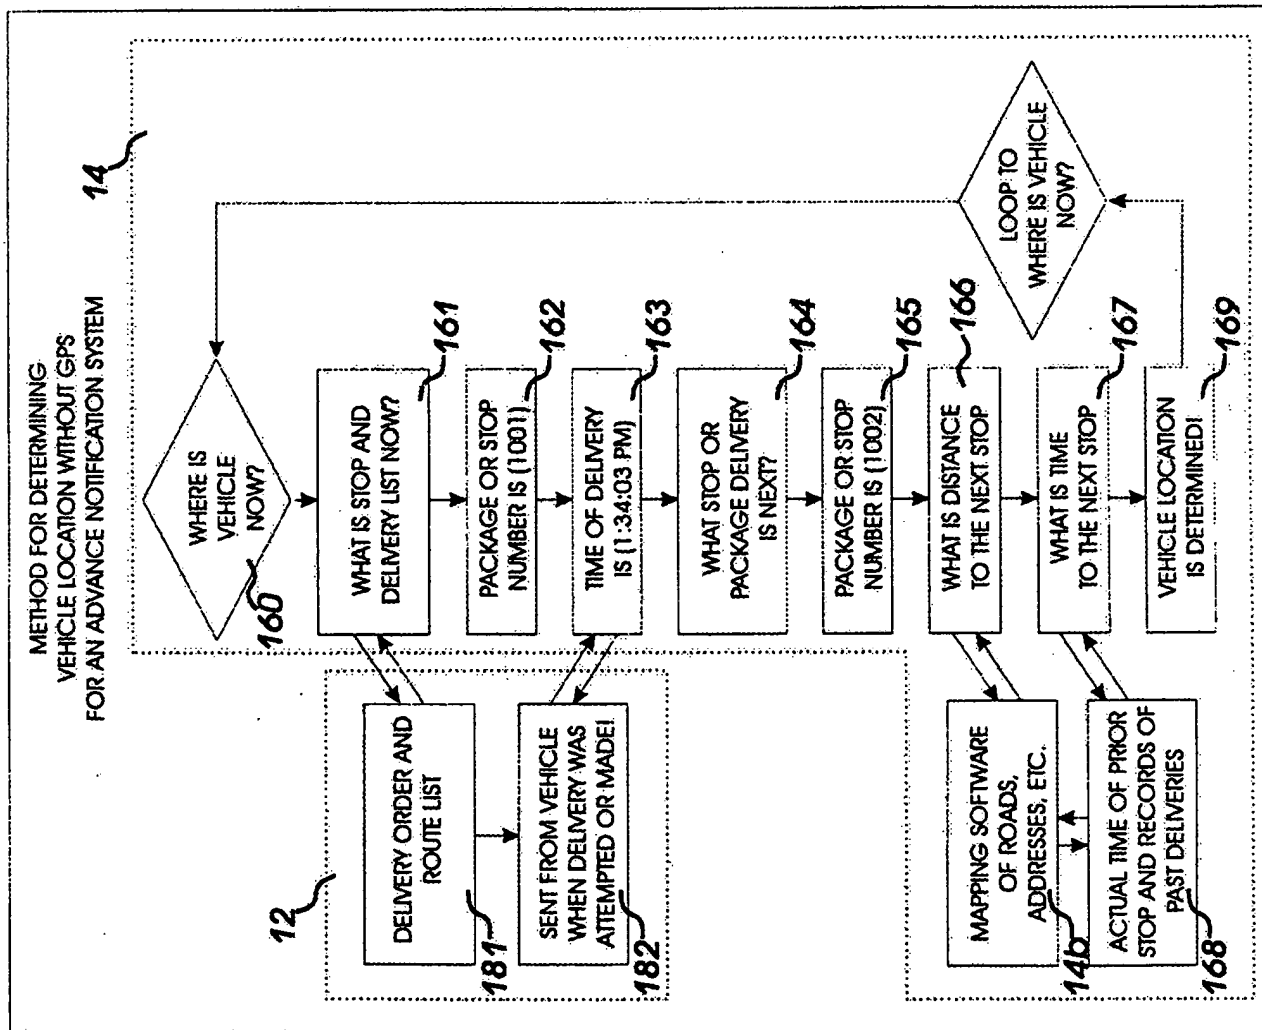 METHOD FOR DETERMINING
VEHICLE LOCATION WITHOUT GPS
FOR AN ADVANCE NOTIFICATION SYSTEM
14
WHERE IS
VEHICLE
NOW?
160
WHAT IS STOP AND
DELIVERY LIST NOW?
161
PACKAGE OR STOP
NUMBER IS (1001)
162
TIME OF DELIVERY
IS (1:34:03 PM)
163
WHAT STOP OR
PACKAGE DELIVERY
IS NEXT?
164
PACKAGE OR STOP
NUMBER IS (1002)
165
WHAT IS DISTANCE
TO THE NEXT STOP
166
WHAT IS TIME
TO THE NEXT STOP
167
VEHICLE LOCATION
IS DETERMINED!
169
LOOP TO
WHERE IS VEHICLE
NOW?
12
DELIVERY ORDER AND
ROUTE LIST
181
SENT FROM VEHICLE
WHEN DELIVERY WAS
ATTEMPTED OR MADE!
182
MAPPING SOFTWARE
OF ROADS,
ADDRESSES, ETC.
14b
ACTUAL TIME OF PRIOR
STOP AND RECORDS OF
PAST DELIVERIES
168